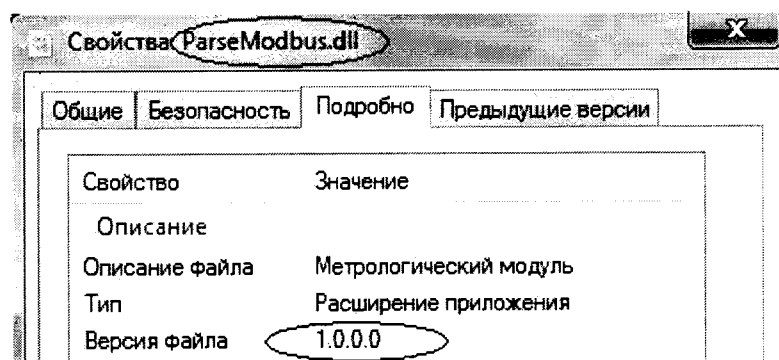 Свойства: ParseModbus.dll
Общие Безопасность Подробно Предыдущие версии
Свойство Значение
Описание
Описание файла Метрологический модуль
Тип Расширение приложения
Версия файла 1.0.0.0